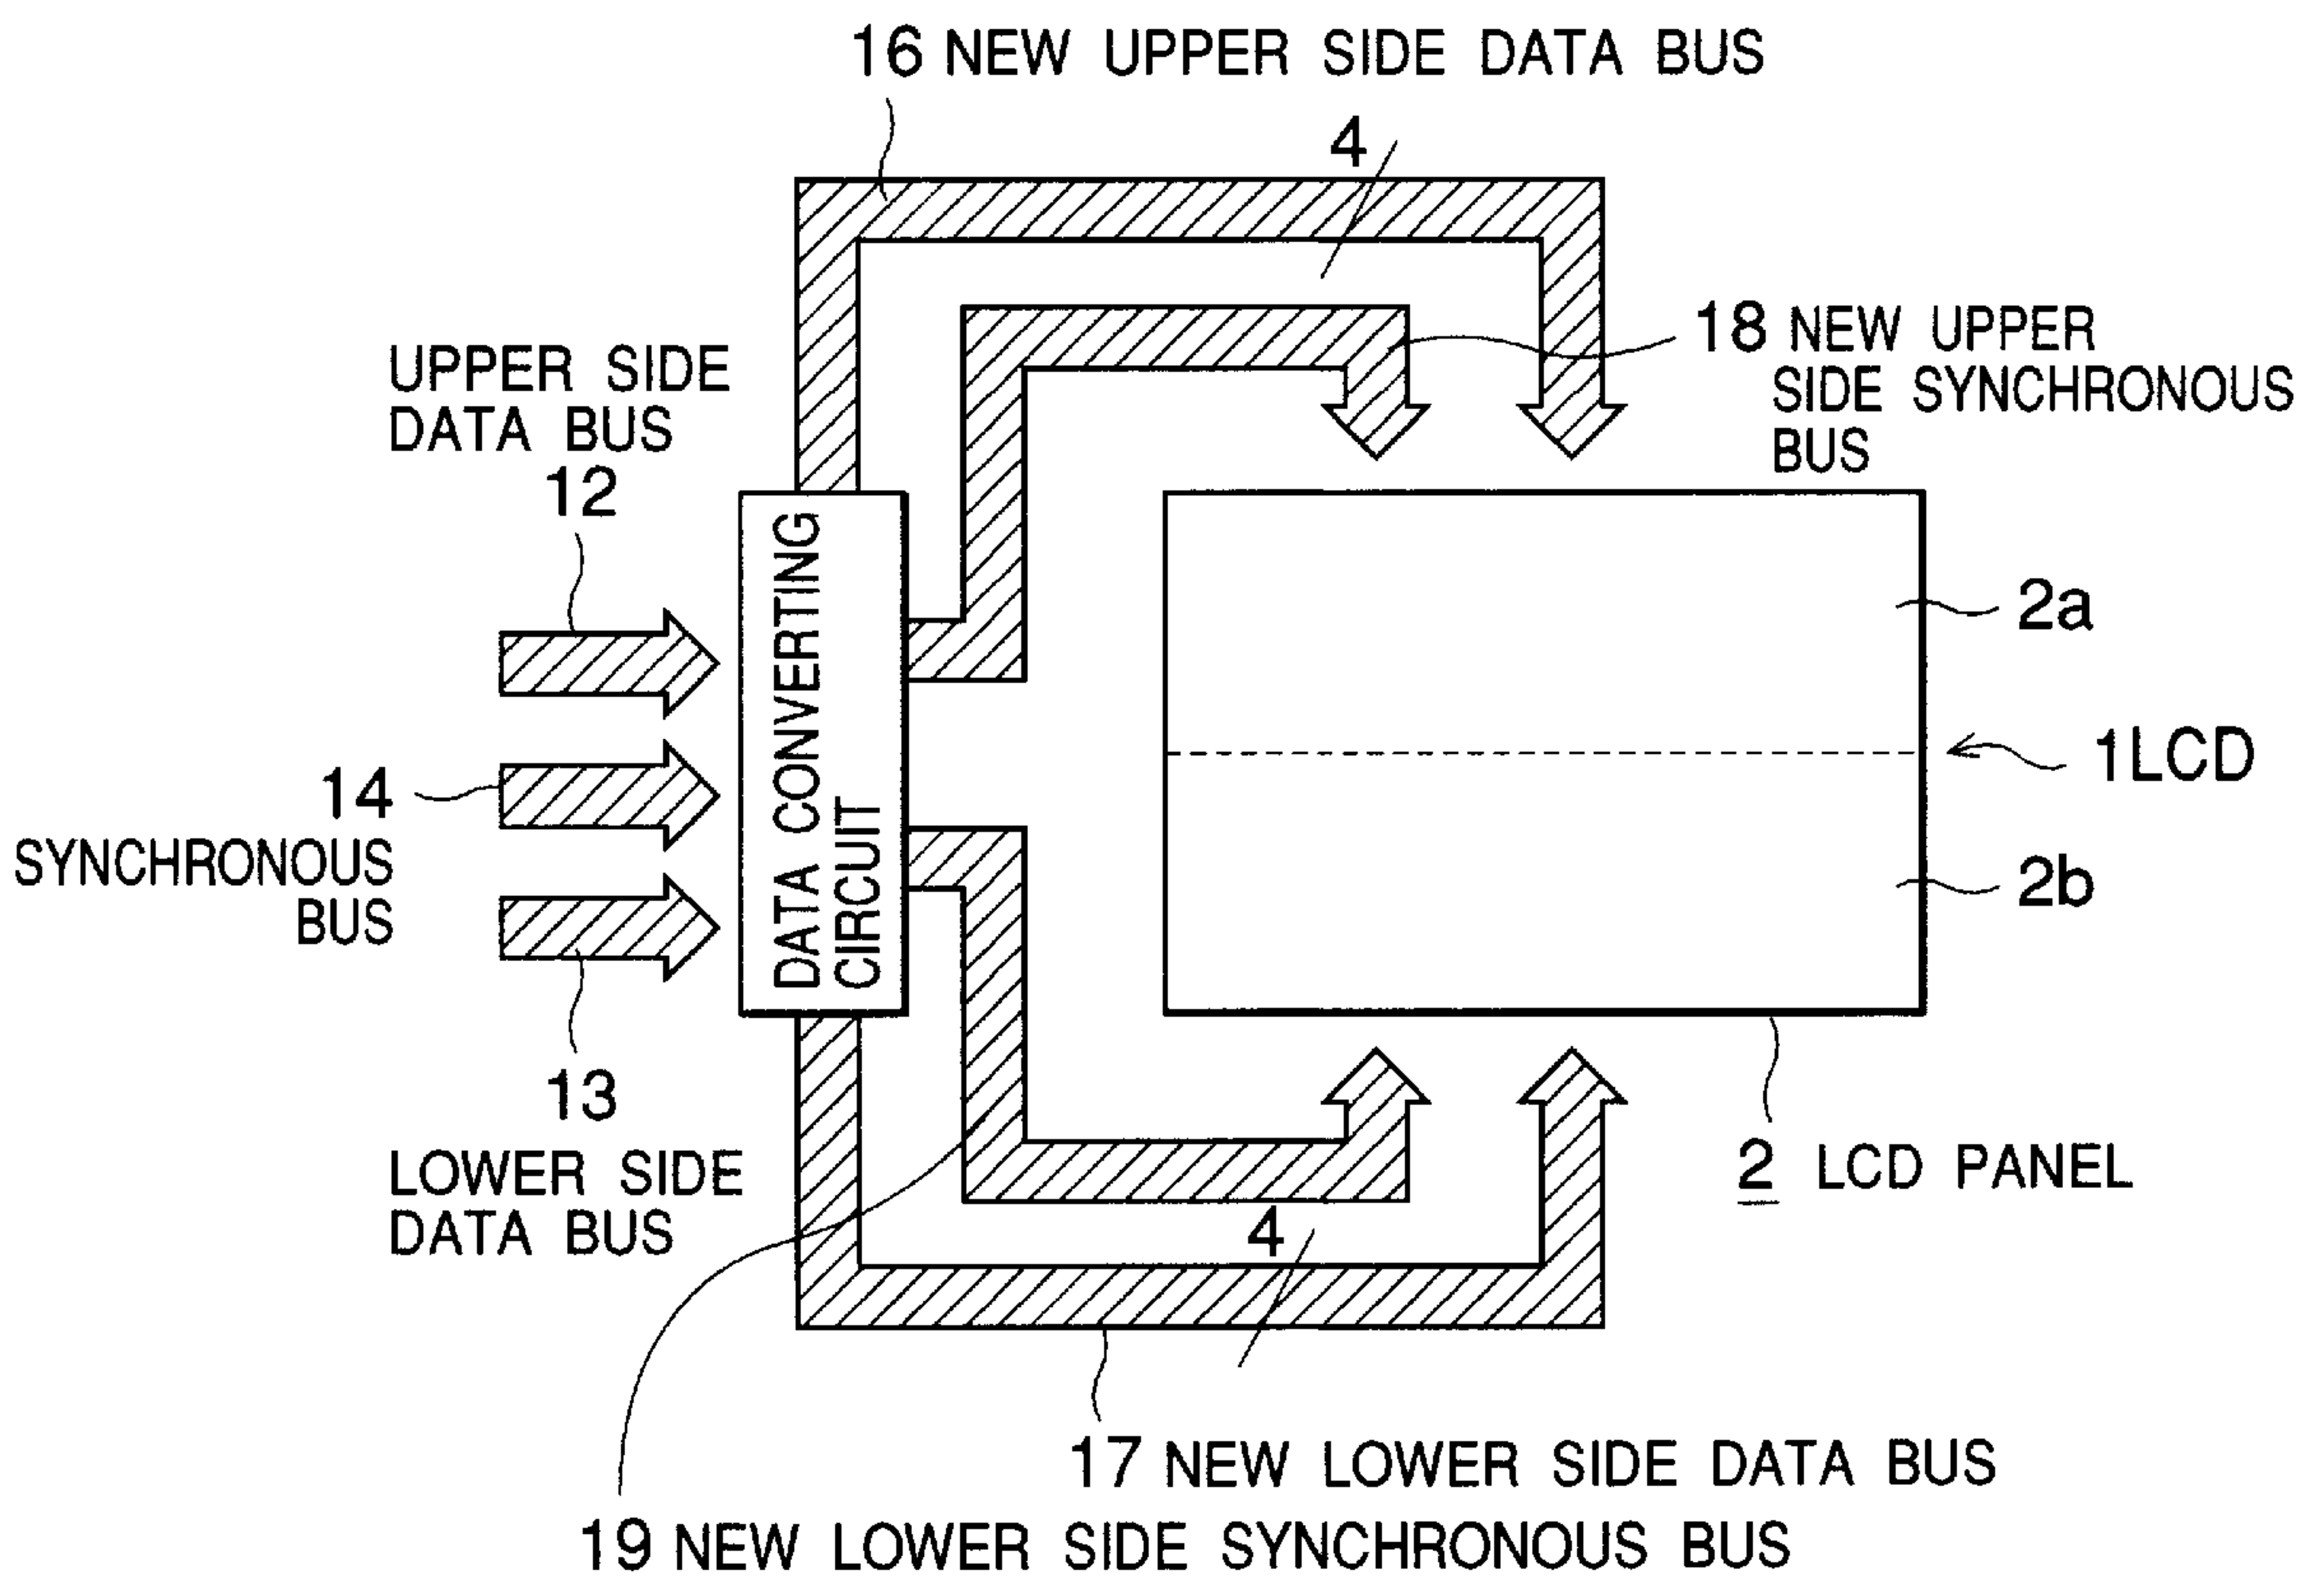 16 NEW UPPER SIDE DATA BUS
4
18 NEW UPPER
SIDE SYNCHRONOUS
BUS
UPPER SIDE
DATA BUS
12
DATA CONVERTING
CIRCUIT
2a
1LCD
14
SYNCHRONOUS
BUS
2b
13
LOWER SIDE
DATA BUS
2 LCD PANEL
4
17 NEW LOWER SIDE DATA BUS
19 NEW LOWER SIDE SYNCHRONOUS BUS